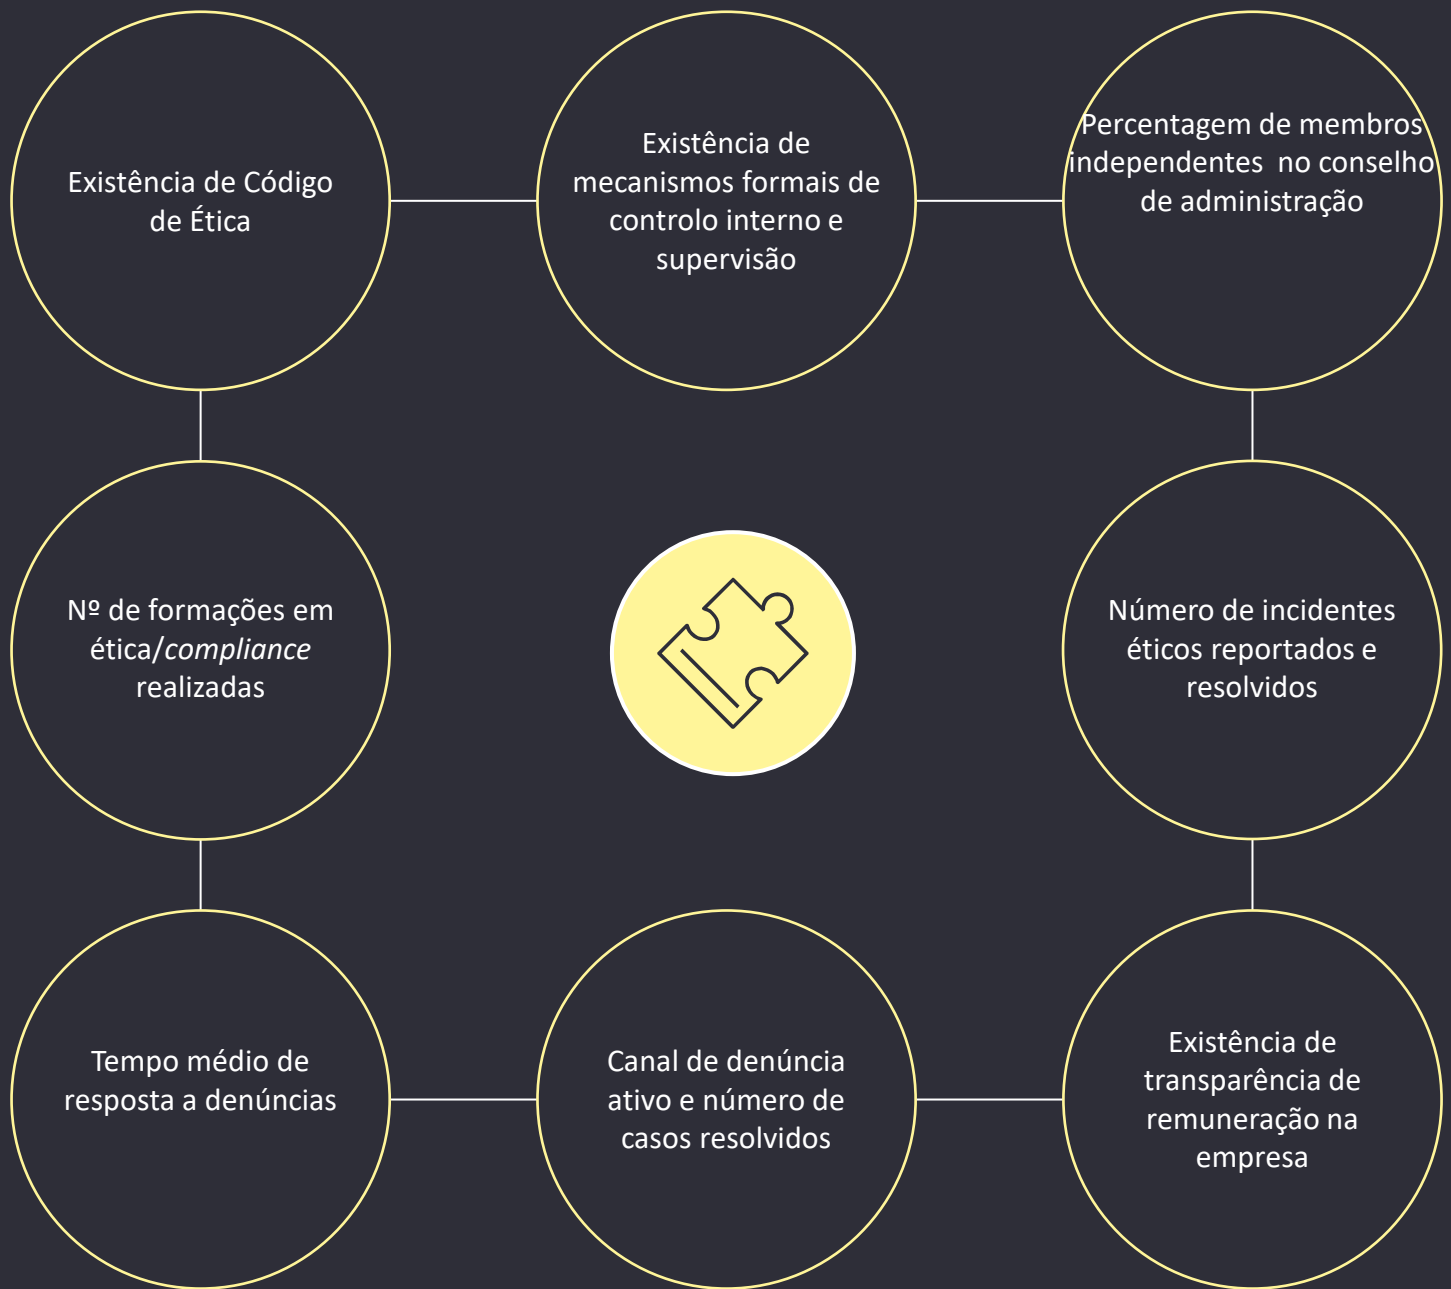 Existência de Código
de Ética
Existência de
mecanismos formais de
controlo interno e
supervisão
Percentagem de membros
independentes  no conselho
de administração
Nº de formações em
ética/compliance
realizadas
Número de incidentes
éticos reportados e
resolvidos
Tempo médio de
resposta a denúncias
Canal de denúncia
ativo e número de
casos resolvidos
Existência de
transparência de
remuneração na
empresa